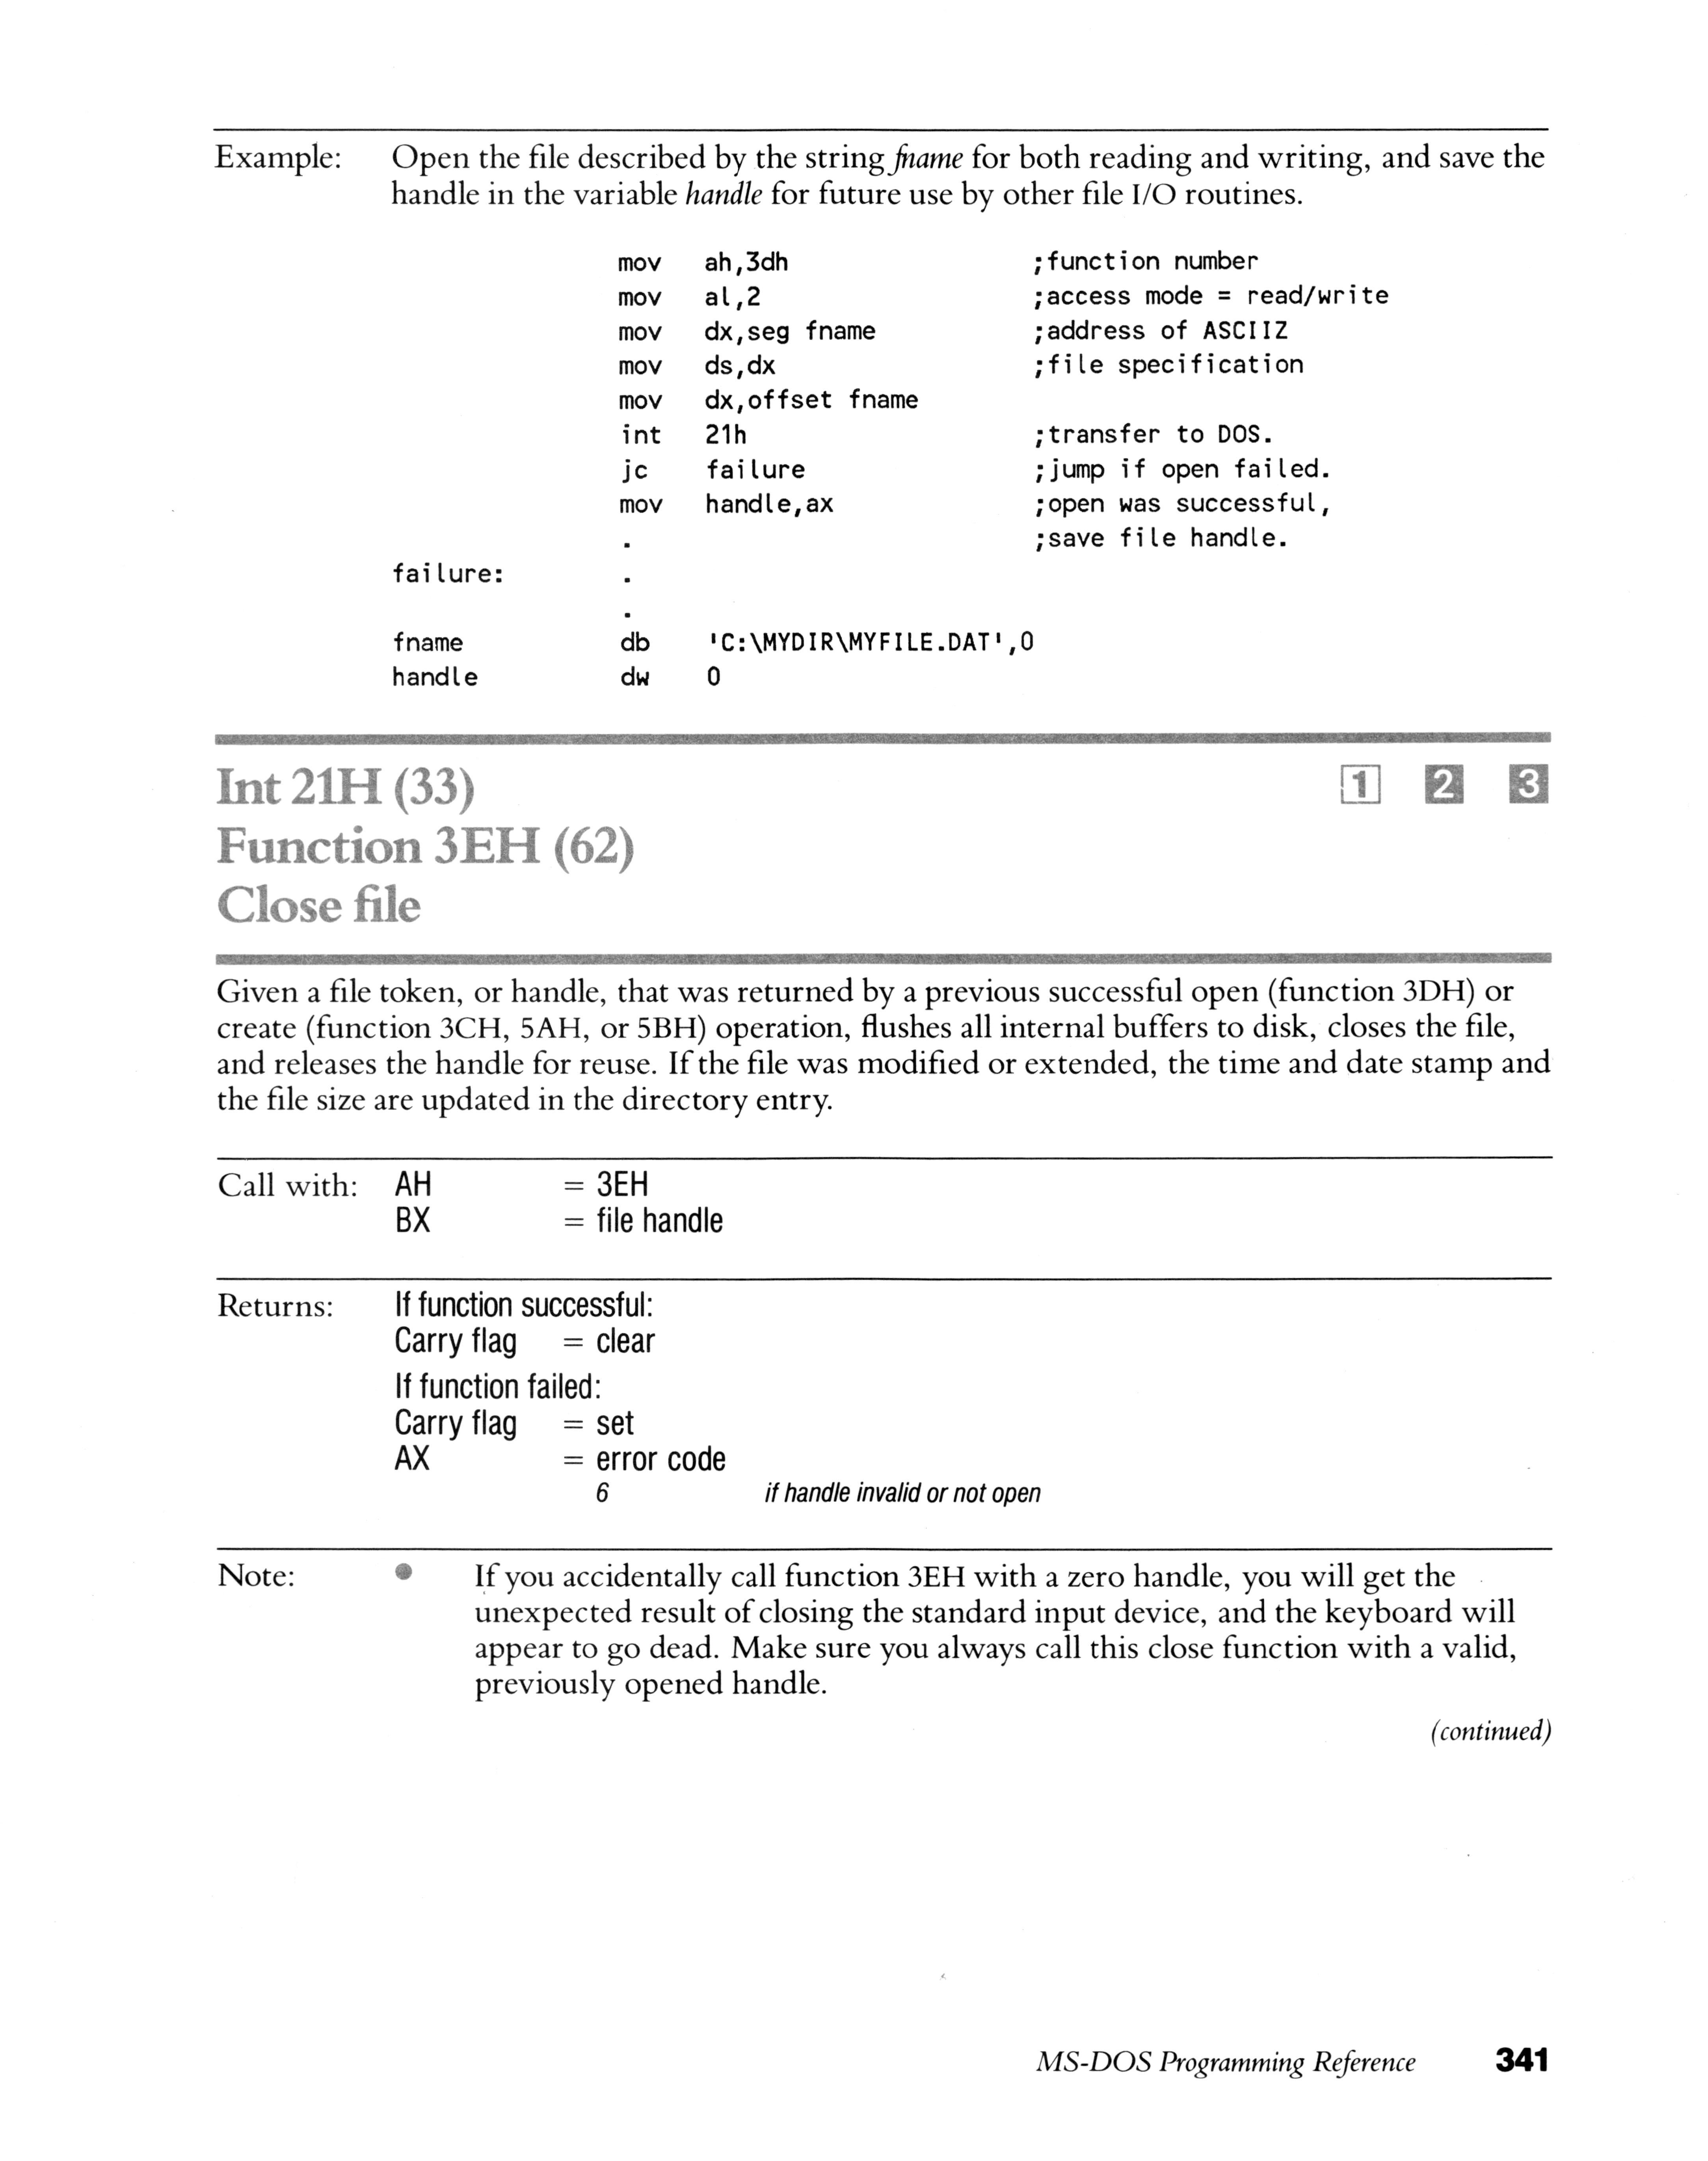 Example: Open the file described by the string fname for both reading and writing, and save the
handle in the variable handle for future use by other file I/O routines.
mov ah,3dh ;function number
mov al,2 ;access mode = read/write
mov dx,seg fname ;address of ASCIIZ
mov ds,dx ;file specification
mov dx,offset fname
int 21h ;transfer to DOS.
jc failure ;jump if open failed.
mov handle,ax ;open was successful,
. ;save file handle.
failure: .
.
fname db 'C:\MYDIR\MYFILE.DAT',0
handle dw 0
Int 21H (33) 1 2 3
Function 3EH (62)
Close file
Given a file token, or handle, that was returned by a previous successful open (function 3DH) or
create (function 3CH, 5AH, or 5BH) operation, flushes all internal buffers to disk, closes the file,
and releases the handle for reuse. If the file was modified or extended, the time and date stamp and
the file size are updated in the directory entry.
Call with: AH = 3EH
BX = file handle
Returns: If function successful:
Carry flag = clear
If function failed:
Carry flag = set
AX = error code
6 if handle invalid or not open
Note: • If you accidentally call function 3EH with a zero handle, you will get the
unexpected result of closing the standard input device, and the keyboard will
appear to go dead. Make sure you always call this close function with a valid,
previously opened handle.
(continued)
MS-DOS Programming Reference 341